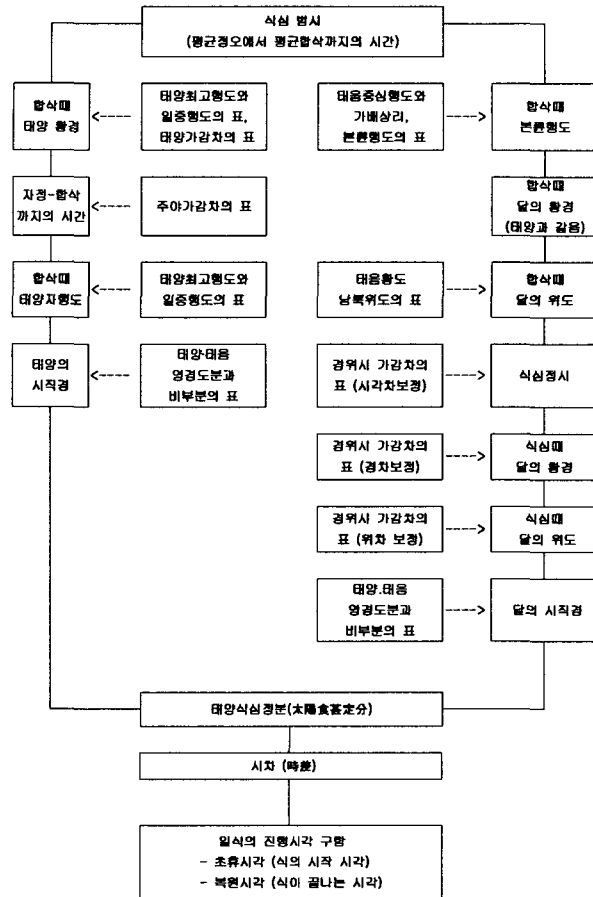 식심 범시
(평균정오에서 평균합삭까지의 시간)
합삭때
태양 황경
태양최고행도와
일중행도의 표,
태양가감차의 표
태음중심행도와
가배상리,
본륜행도의 표
합삭때
본륜행도
자정-합삭
까지의 시간
주야가감차의 표
합삭때
달의 황경
(태양과 같음)
합삭때
태양자행도
태양최고행도와
일중행도의 표
태음황도
남북위도의 표
합삭때
달의 위도
태양의
시직경
태양·태음
영경도분과
비부분의 표
경위시 가감차의
표 (시각차보정)
식심정시
경위시 가감차의
표 (경차보정)
식심때
달의 황경
경위시 가감차의
표 (위차 보정)
식심때
달의 위도
태양.태음
영경도분과
비부분의 표
달의 시직경
태양식심정분(太陽食甚定分)
시차 (時差)
일식의 진행시각 구함
- 초휴시각 (식의 시작 시각)
- 복원시각 (식이 끝나는 시각)